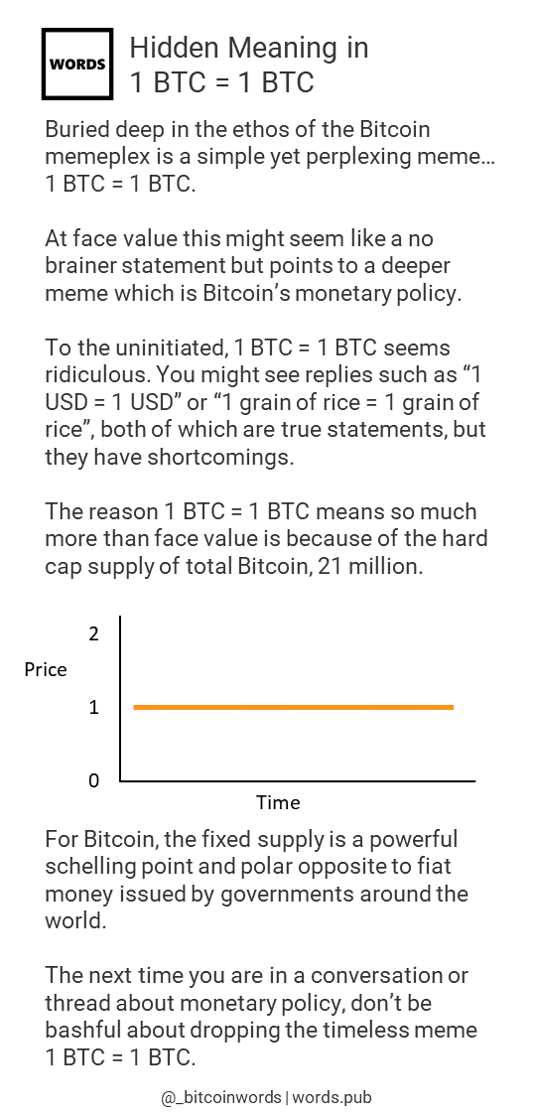 WORDS
Hidden Meaning in
1 BTC = 1 BTC
Buried deep in the ethos of the Bitcoin
memeplex is a simple yet perplexing meme…
1 BTC = 1 BTC.
At face value this might seem like a no
brainer statement but points to a deeper
meme which is Bitcoin’s monetary policy.
To the uninitiated, 1 BTC = 1 BTC seems
ridiculous. You might see replies such as “1
USD = 1 USD” or “1 grain of rice = 1 grain of
rice”, both of which are true statements, but
they have shortcomings.
The reason 1 BTC = 1 BTC means so much
more than face value is because of the hard
cap supply of total Bitcoin, 21 million.
2
Price
1
0
Time
For Bitcoin, the fixed supply is a powerful
schelling point and polar opposite to fiat
money issued by governments around the
world.
The next time you are in a conversation or
thread about monetary policy, don’t be
bashful about dropping the timeless meme
1 BTC = 1 BTC.
@_bitcoinwords | words.pub